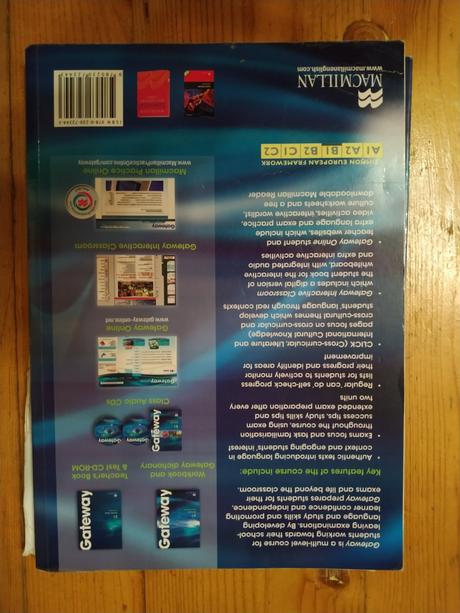 Gateway is a multi-level course for
students working towards school-
leaving examinations. By developing
language and study skills and promoting
learner confidence and independence,
Gateway prepares students for their
exams and life beyond the classroom.
Key features of the course include:
• Authentic texts introducing language in
context and engaging students' interest
• Exams focus and task familiarisation
throughout the course, using exam
success tips, study skills tips and
extended exam preparation after every
two units
• Regular, can do, self-check progress
lists for students to actively monitor
their progress and identify areas for
improvement
• CLICK (Cross-curricular, Literature and
International Cultural Knowledge)
pages focus on cross-curricular and
cross-cultural themes which develop
students' language through real contexts
• Gateway Interactive Classroom
which includes a digital version of
the student book for the interactive
whiteboard, with integrated audio
and extra interactive activities
• Gateway Online student and
teacher websites, which include
extra language and exam practice,
video activities, interactive wordlist,
culture worksheets and a free
downloadable Macmillan Reader
COMMON EUROPEAN FRAMEWORK
A1 A2 B1 B2 C1 C2
MACMILLAN
www.macmillanenglish.com
Gateway
Gateway
Workbook and
Gateway dictionary
Teacher's Book
& Test CD-ROM
Gateway
Gateway
Class Audio CDs
Gateway Online
www.gateway-online.net
Gateway Interactive Classroom
Macmillan Practice Online
www.MacmillanPracticeOnline.com/gateway